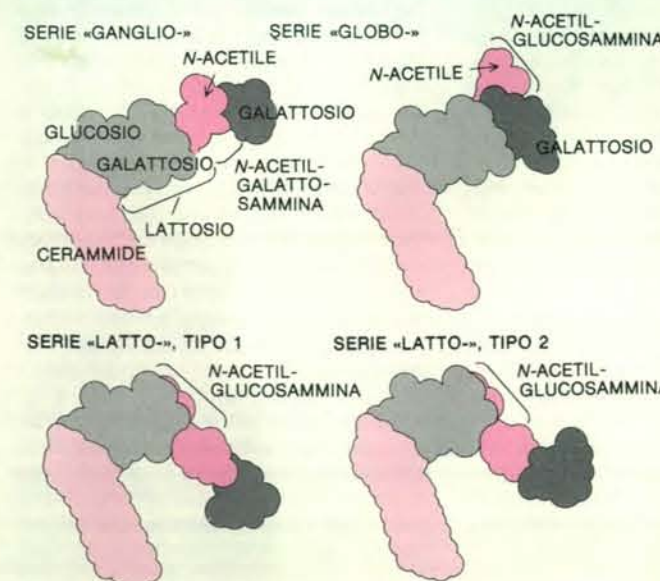 SERIE «GANGLIO-»
N-ACETILE
GALATTOSIO
GLUCOSIO
GALATTOSIO
N-ACETIL-
GALATTO-
SAMMINA
LATTOSIO
CERAMMIDE
SERIE «GLOBO-»
N-ACETIL-
GLUCOSAMMINA
N-ACETILE
GALATTOSIO
SERIE «LATTO-», TIPO 1
N-ACETIL-
GLUCOSAMMINA
SERIE «LATTO-», TIPO 2
N-ACETIL-
GLUCOSAMMINA